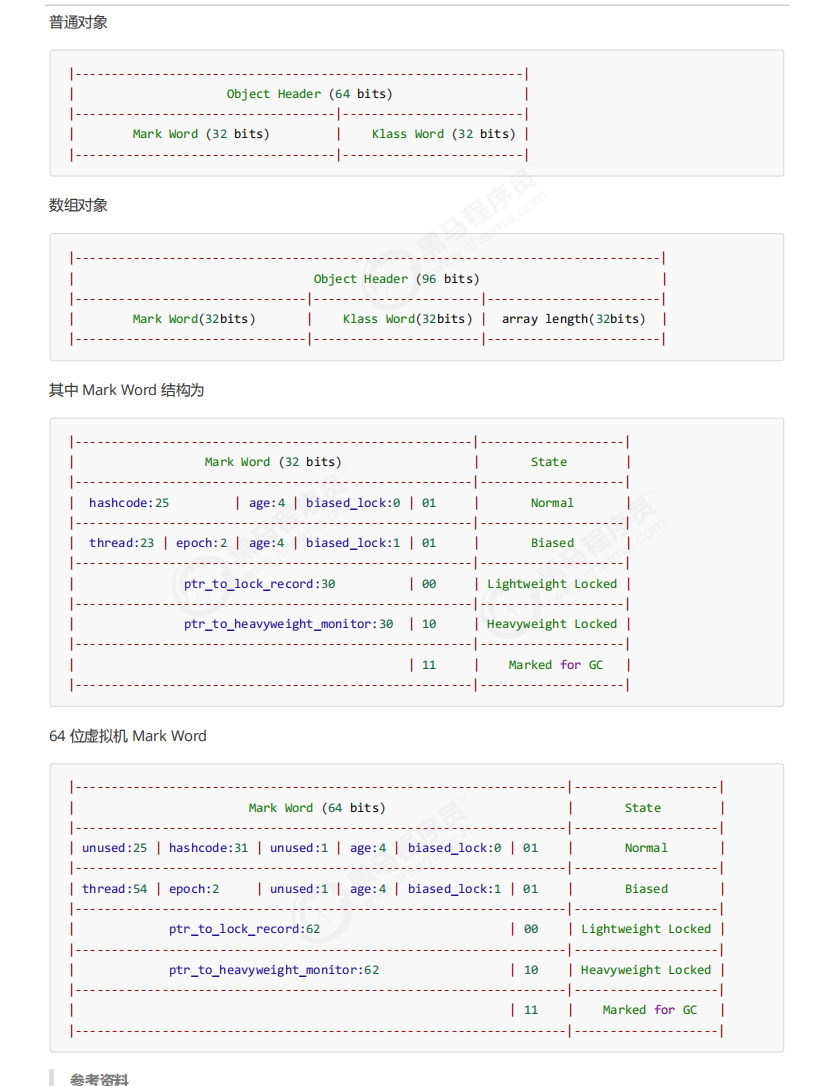 普通对象
|--------------------------------------------------------------|
|                     Object Header (64 bits)                  |
|------------------------------------|-------------------------|
|        Mark Word (32 bits)         |    Klass Word (32 bits) |
|------------------------------------|-------------------------|
数组对象
|---------------------------------------------------------------------------------|
|                                 Object Header (96 bits)                         |
|--------------------------------|-----------------------|------------------------|
|        Mark Word(32bits)       |    Klass Word(32bits) |  array length(32bits)  |
|--------------------------------|-----------------------|------------------------|
其中 Mark Word 结构为
|-------------------------------------------------------|--------------------|
|                  Mark Word (32 bits)                  |       State        |
|-------------------------------------------------------|--------------------|
|  hashcode:25         | age:4 | biased_lock:0 | 01     |       Normal       |
|-------------------------------------------------------|--------------------|
|  thread:23 | epoch:2 | age:4 | biased_lock:1 | 01     |       Biased       |
|-------------------------------------------------------|--------------------|
|               ptr_to_lock_record:30          | 00     | Lightweight Locked |
|-------------------------------------------------------|--------------------|
|               ptr_to_heavyweight_monitor:30  | 10     | Heavyweight Locked |
|-------------------------------------------------------|--------------------|
|                                              | 11     |    Marked for GC   |
|-------------------------------------------------------|--------------------|
64 位虚拟机 Mark Word
|--------------------------------------------------------------------|--------------------|
|                        Mark Word (64 bits)                         |       State        |
|--------------------------------------------------------------------|--------------------|
| unused:25 | hashcode:31 | unused:1 | age:4 | biased_lock:0 | 01    |       Normal       |
|--------------------------------------------------------------------|--------------------|
| thread:54 | epoch:2     | unused:1 | age:4 | biased_lock:1 | 01    |       Biased       |
|--------------------------------------------------------------------|--------------------|
|             ptr_to_lock_record:62                          | 00    | Lightweight Locked |
|--------------------------------------------------------------------|--------------------|
|             ptr_to_heavyweight_monitor:62                  | 10    | Heavyweight Locked |
|--------------------------------------------------------------------|--------------------|
|                                                            | 11    |    Marked for GC   |
|--------------------------------------------------------------------|--------------------|
参考资料